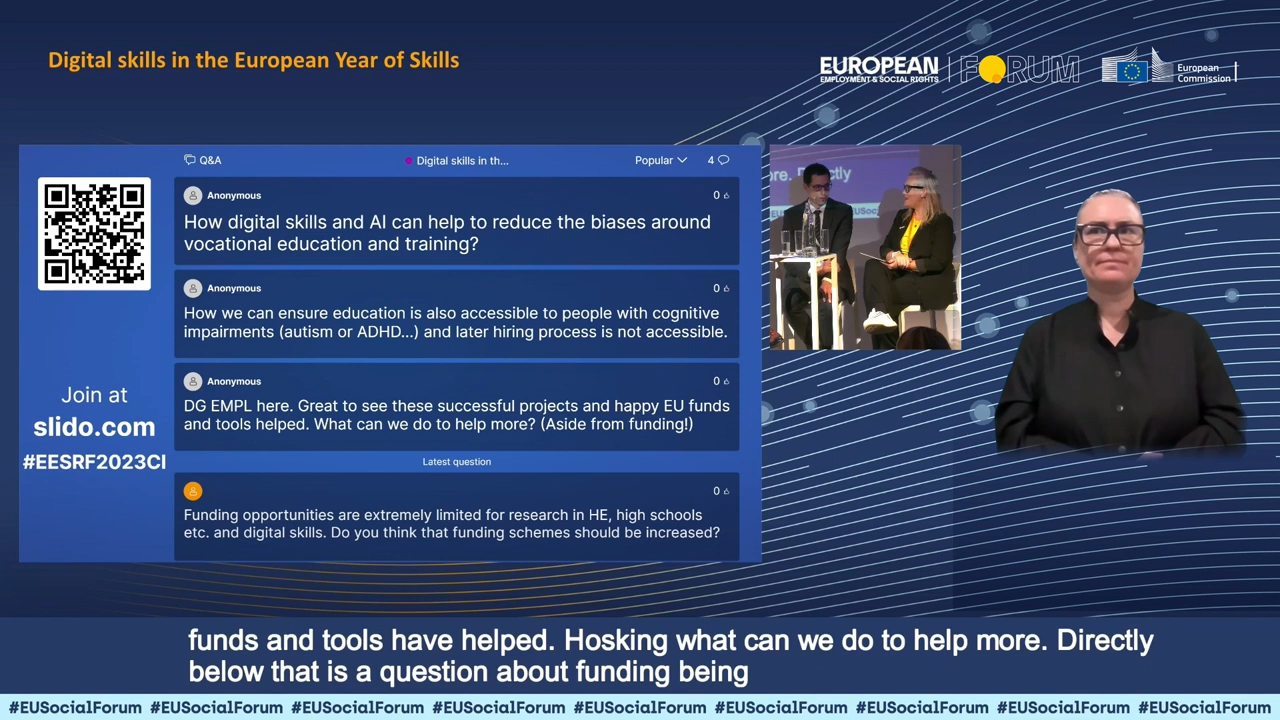 Digital skills in the European Year of Skills
EUROPEAN
EMPLOYMENT & SOCIAL RIGHTS
FORUM
European
Commission
Q&A
Digital skills in th...
Popular
4
Anonymous
0
How digital skills and AI can help to reduce the biases around
vocational education and training?
Anonymous
0
How we can ensure education is also accessible to people with cognitive
impairments (autism or ADHD...) and later hiring process is not accessible.
Anonymous
0
DG EMPL here. Great to see these successful projects and happy EU funds
and tools helped. What can we do to help more? (Aside from funding!)
Latest question
0
Funding opportunities are extremely limited for research in HE, high schools
etc. and digital skills. Do you think that funding schemes should be increased?
Join at
slido.com
#EESRF2023CI
funds and tools have helped. Hosking what can we do to help more. Directly
below that is a question about funding being
#EUSocialForum #EUSocialForum #EUSocialForum #EUSocialForum #EUSocialForum #EUSocialForum #EUSocialForum #EUSocialForum #EUSocialForum